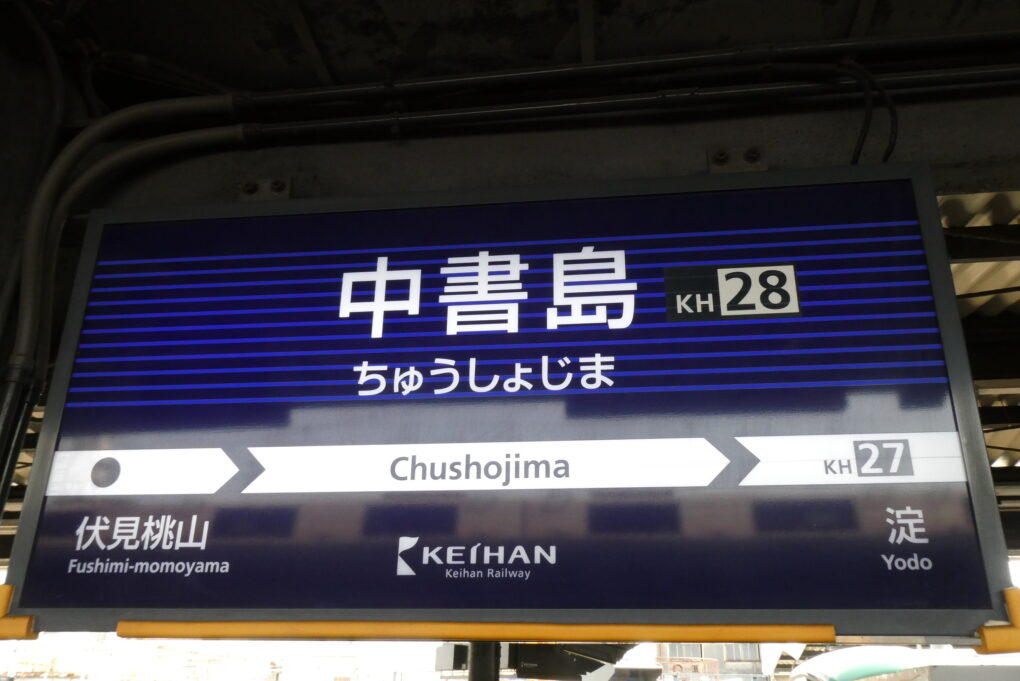 中書島 KH 28
ちゅうしょじま
Chushojima KH 27
伏見桃山 淀
Fushimi-momoyama Yodo
KEIHAN
Keihan Railway